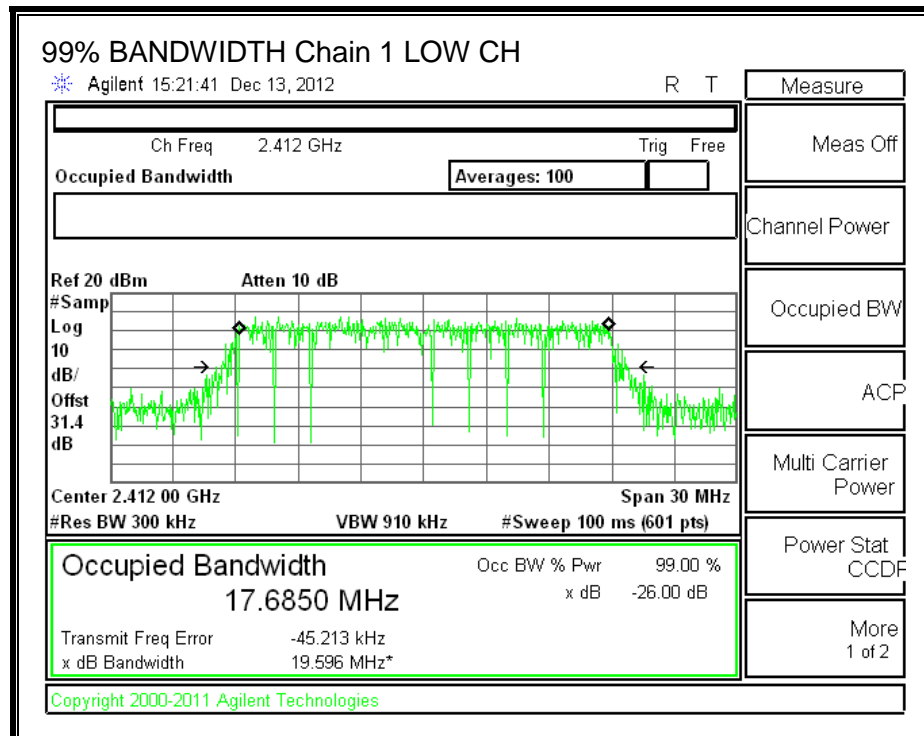 99% BANDWIDTH Chain 1 LOW CH
Agilent 15:21:41 Dec 13, 2012 R T
Measure
Ch Freq 2.412 GHz Trig Free
Meas Off
Occupied Bandwidth Averages: 100
Channel Power
Ref 20 dBm Atten 10 dB
#Samp
Log
10
dB/
Offst
31.4
dB
Occupied BW
ACP
Center 2.412 00 GHz Span 30 MHz
#Res BW 300 kHz VBW 910 kHz #Sweep 100 ms (601 pts)
Multi Carrier
Power
Occupied Bandwidth Occ BW % Pwr 99.00 %
17.6850 MHz x dB -26.00 dB
Transmit Freq Error -45.213 kHz
x dB Bandwidth 19.596 MHz*
Power Stat
CCDF
More
1 of 2
Copyright 2000-2011 Agilent Technologies